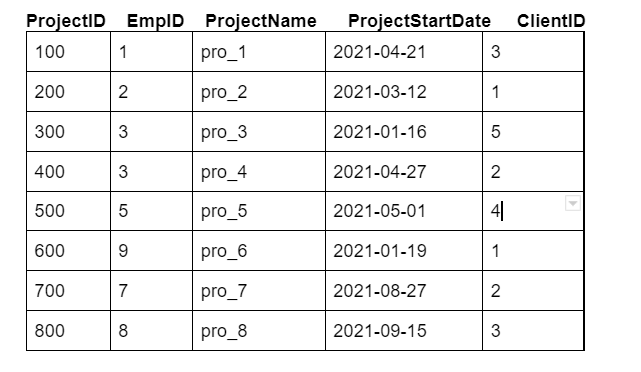 ProjectID EmpID ProjectName ProjectStartDate ClientID
100 1 pro_1 2021-04-21 3
200 2 pro_2 2021-03-12 1
300 3 pro_3 2021-01-16 5
400 3 pro_4 2021-04-27 2
500 5 pro_5 2021-05-01 4
600 9 pro_6 2021-01-19 1
700 7 pro_7 2021-08-27 2
800 8 pro_8 2021-09-15 3